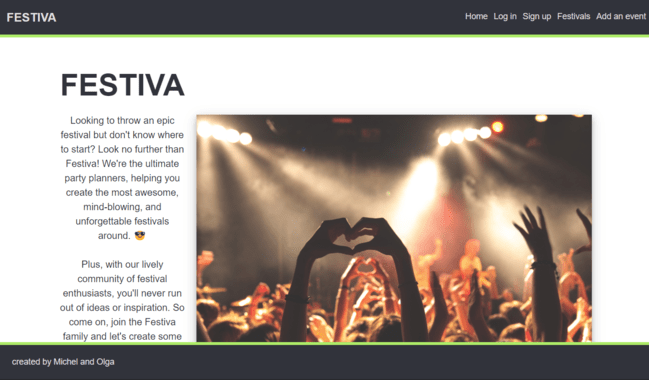 FESTIVA
Home Log in Sign up Festivals Add an event
FESTIVA
Looking to throw an epic
festival but don't know where
to start? Look no further than
Festiva! We're the ultimate
party planners, helping you
create the most awesome,
mind-blowing, and
unforgettable festivals
around. 😎
Plus, with our lively
community of festival
enthusiasts, you'll never run
out of ideas or inspiration. So
come on, join the Festiva
family and let's create some
created by Michel and Olga